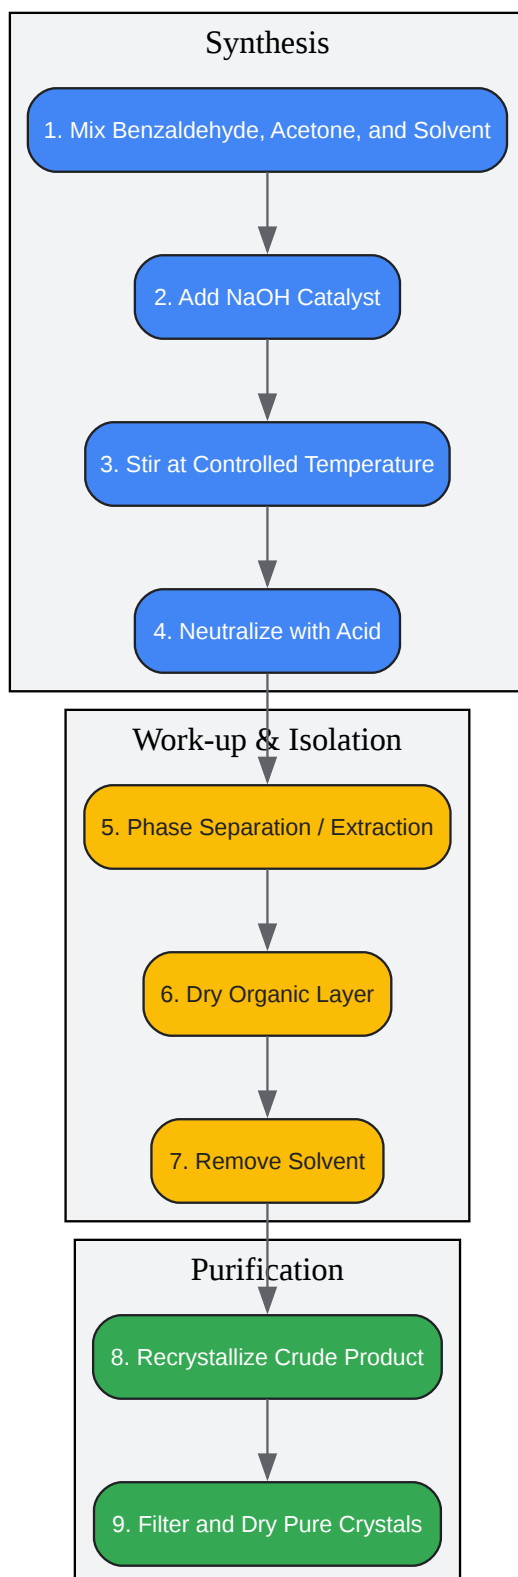 Synthesis
1. Mix Benzaldehyde, Acetone, and Solvent
2. Add NaOH Catalyst
3. Stir at Controlled Temperature
4. Neutralize with Acid
Work-up & Isolation
5. Phase Separation / Extraction
6. Dry Organic Layer
7. Remove Solvent
Purification
8. Recrystallize Crude Product
9. Filter and Dry Pure Crystals